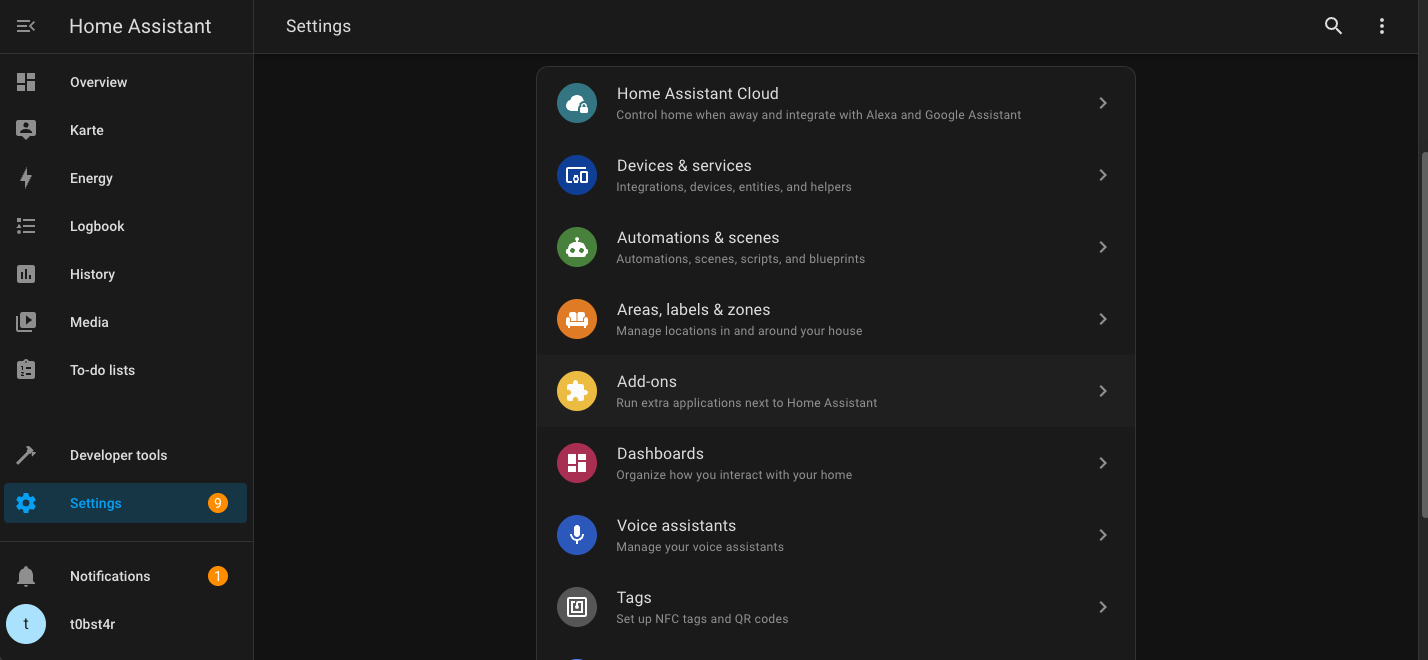 Home Assistant
Settings
Overview
Karte
Energy
Logbook
History
Media
To-do lists
Developer tools
Settings 9
Notifications 1
t t0bst4r
Home Assistant Cloud
Control home when away and integrate with Alexa and Google Assistant
Devices & services
Integrations, devices, entities, and helpers
Automations & scenes
Automations, scenes, scripts, and blueprints
Areas, labels & zones
Manage locations in and around your house
Add-ons
Run extra applications next to Home Assistant
Dashboards
Organize how you interact with your home
Voice assistants
Manage your voice assistants
Tags
Set up NFC tags and QR codes